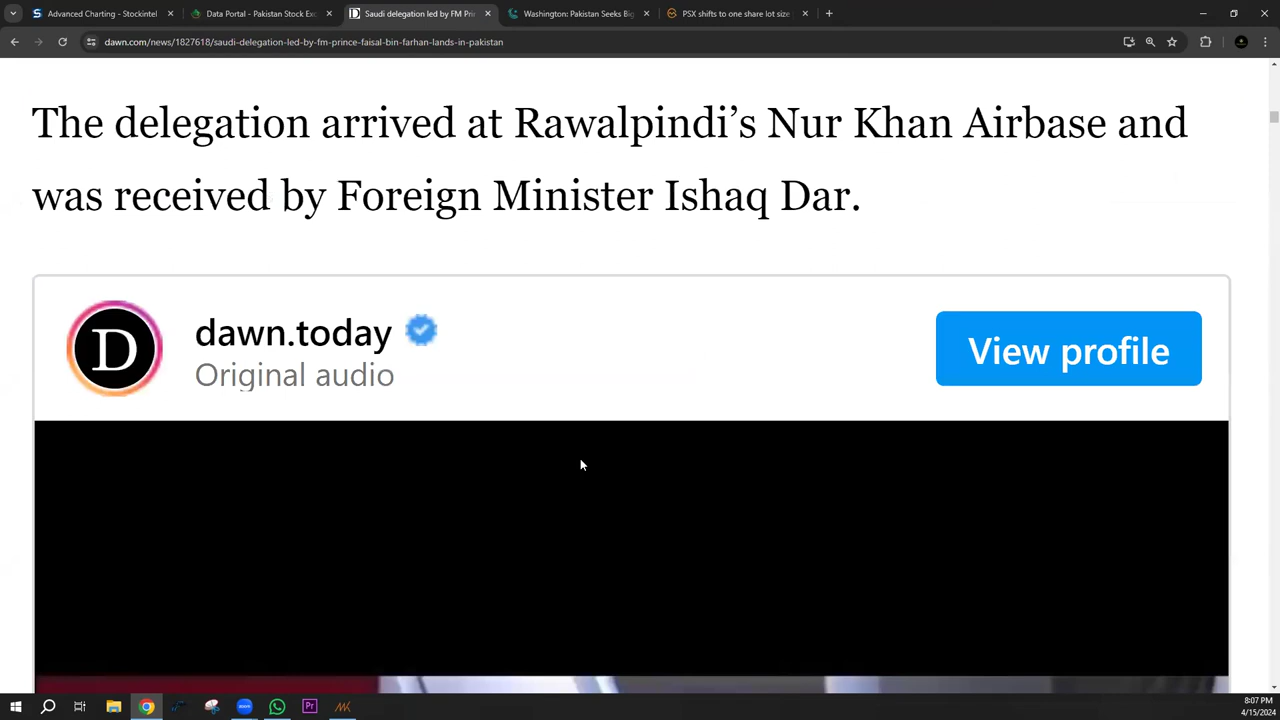 Advanced Charting - Stockintel
Data Portal - Pakistan Stock Exc
Saudi delegation led by FM Prin
Washington: Pakistan Seeks Big
PSX shifts to one share lot size
dawn.com/news/1827618/saudi-delegation-led-by-fm-prince-faisal-bin-farhan-lands-in-pakistan
The delegation arrived at Rawalpindi’s Nur Khan Airbase and
was received by Foreign Minister Ishaq Dar.
D
dawn.today
Original audio
View profile
zoom
Pr
8:07 PM
4/15/2024